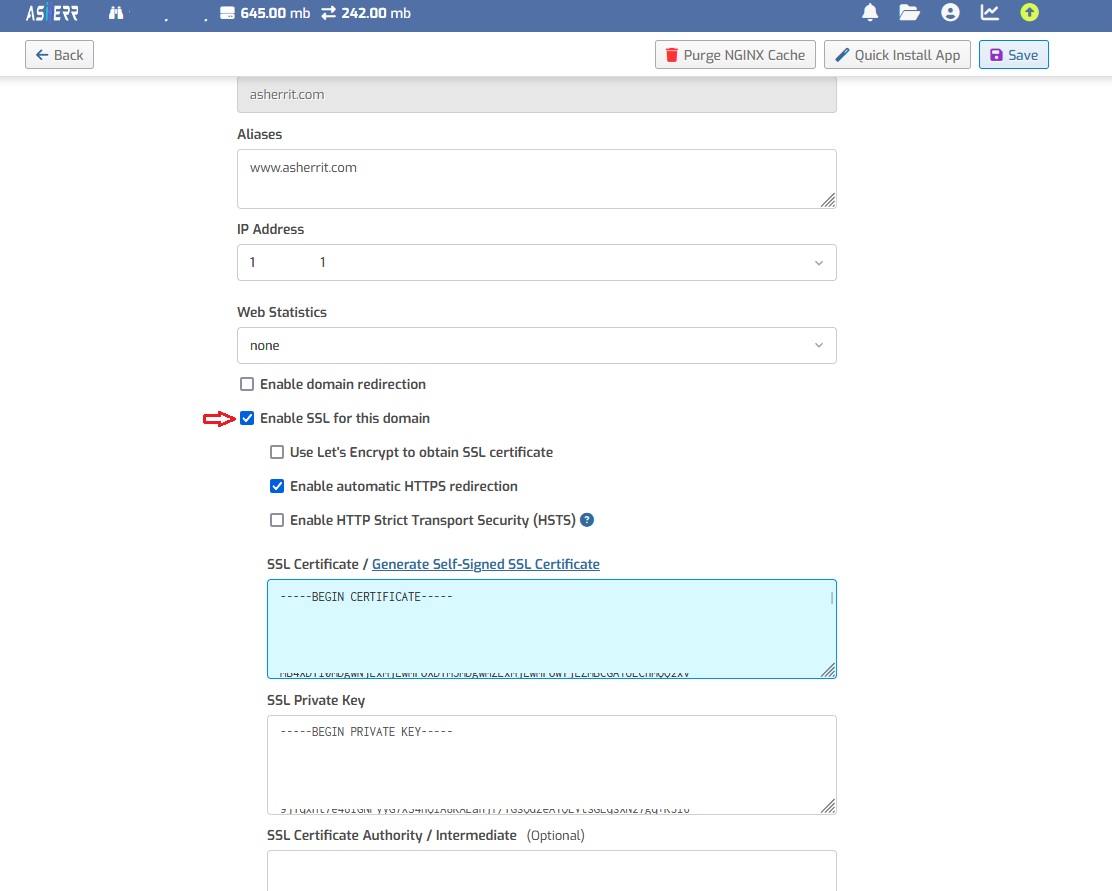 ASHERR
645.00 mb 242.00 mb
Back
Purge NGINX Cache
Quick Install App
Save
asherrit.com
Aliases
www.asherrit.com
IP Address
1 1
Web Statistics
none
Enable domain redirection
Enable SSL for this domain
Use Let's Encrypt to obtain SSL certificate
Enable automatic HTTPS redirection
Enable HTTP Strict Transport Security (HSTS) ?
SSL Certificate / Generate Self-Signed SSL Certificate
-----BEGIN CERTIFICATE-----
SSL Private Key
-----BEGIN PRIVATE KEY-----
SSL Certificate Authority / Intermediate (Optional)